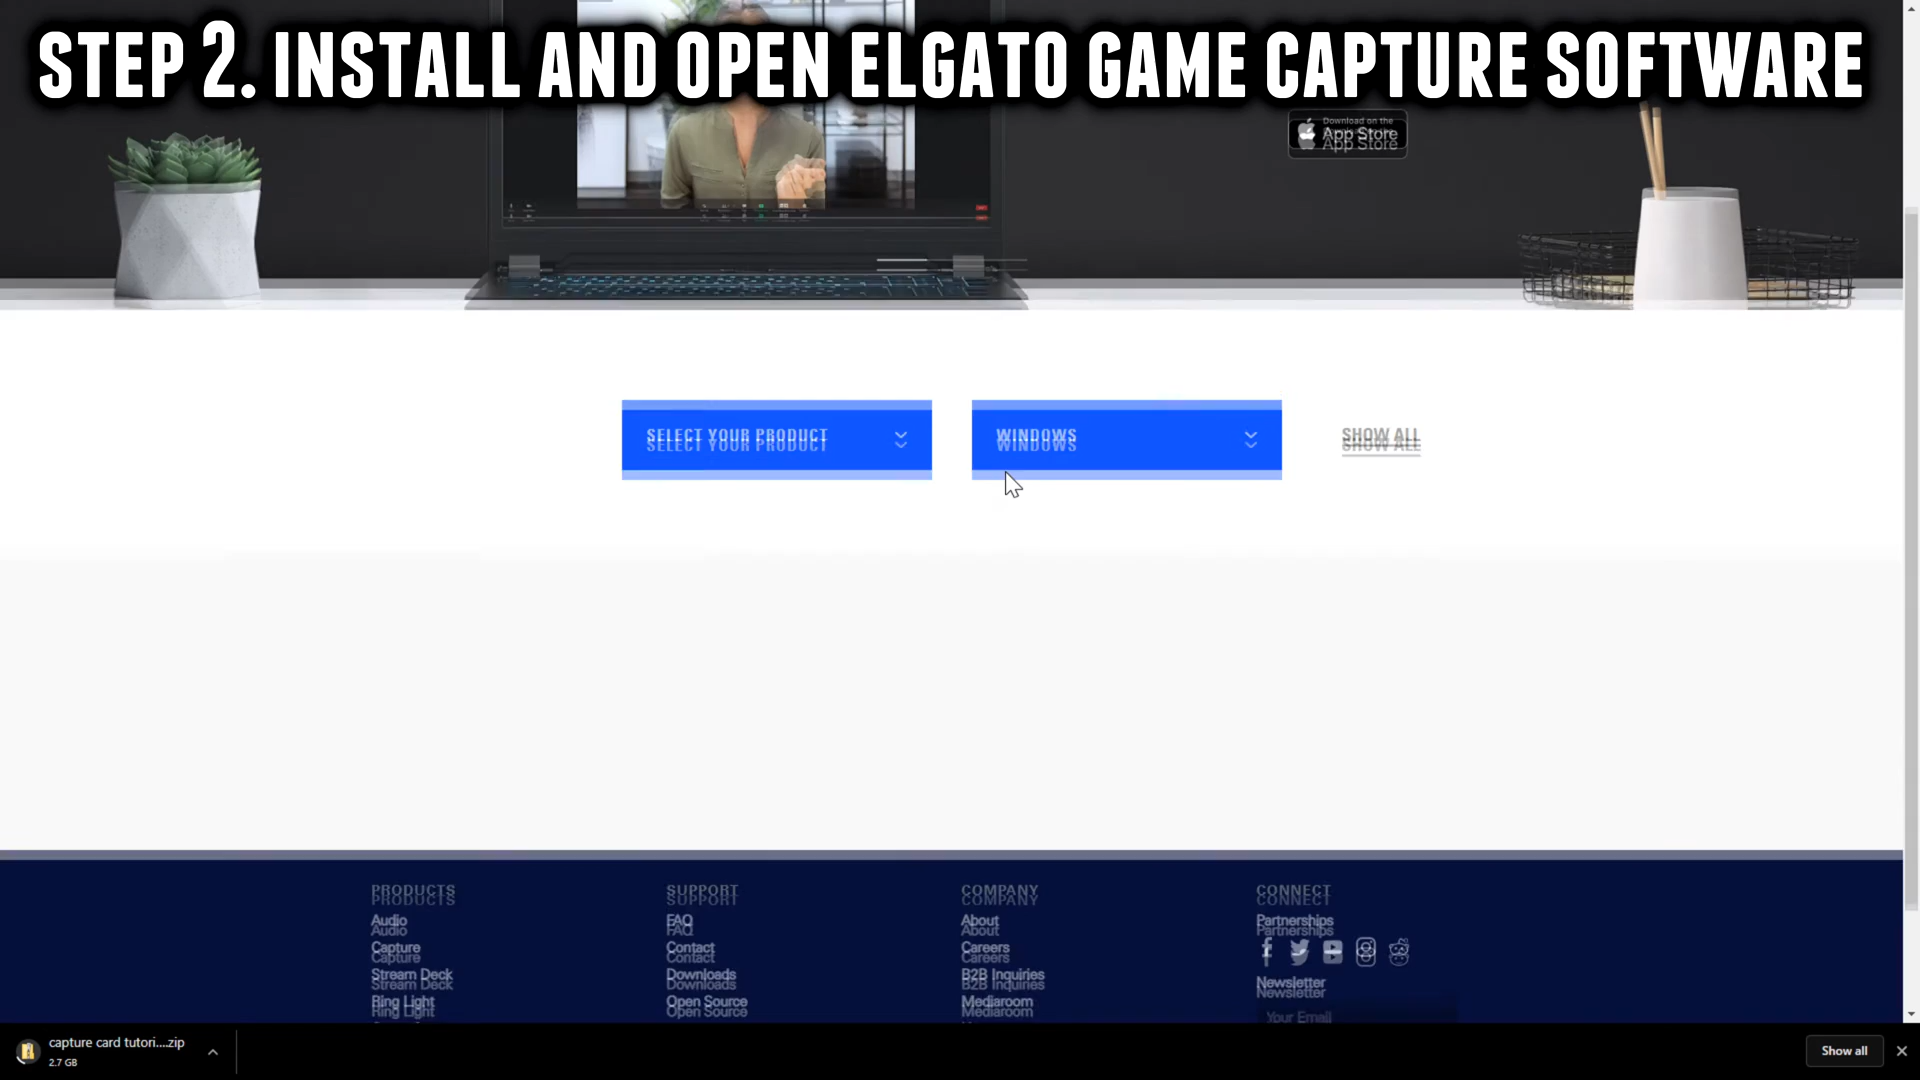 STEP 2. INSTALL AND OPEN ELGATO GAME CAPTURE SOFTWARE
Download on the
App Store
SELECT YOUR PRODUCT
WINDOWS
SHOW ALL
PRODUCTS
SUPPORT
COMPANY
CONNECT
Audio
FAQ
About
Partnerships
Capture
Contact
Careers
Stream Deck
Downloads
B2B Inquiries
Newsletter
Ring Light
Open Source
Mediaroom
Your Email
capture card tutori....zip
2.7 GB
Show all